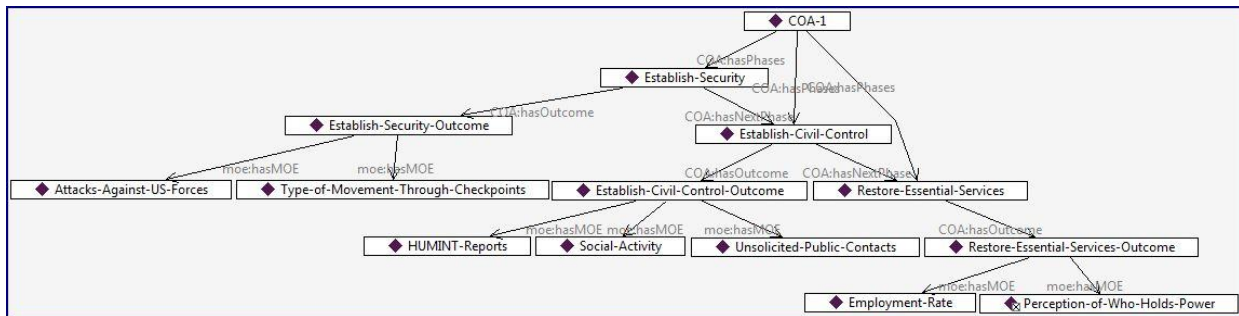 COA-1
COA:hasPhases
Establish-Security
COA:hasPhases
COA:hasPhases
COA:hasOutcome
COA:hasNextPhase
Establish-Security-Outcome
Establish-Civil-Control
moe:hasMOE
moe:hasMOE
COA:hasOutcome
COA:hasNextPhase
Attacks-Against-US-Forces
Type-of-Movement-Through-Checkpoints
Establish-Civil-Control-Outcome
Restore-Essential-Services
moe:hasMOE
moe:hasMOE
moe:hasMOE
COA:hasOutcome
HUMINT-Reports
Social-Activity
Unsolicited-Public-Contacts
Restore-Essential-Services-Outcome
moe:hasMOE
moe:hasMOE
Employment-Rate
Perception-of-Who-Holds-Power